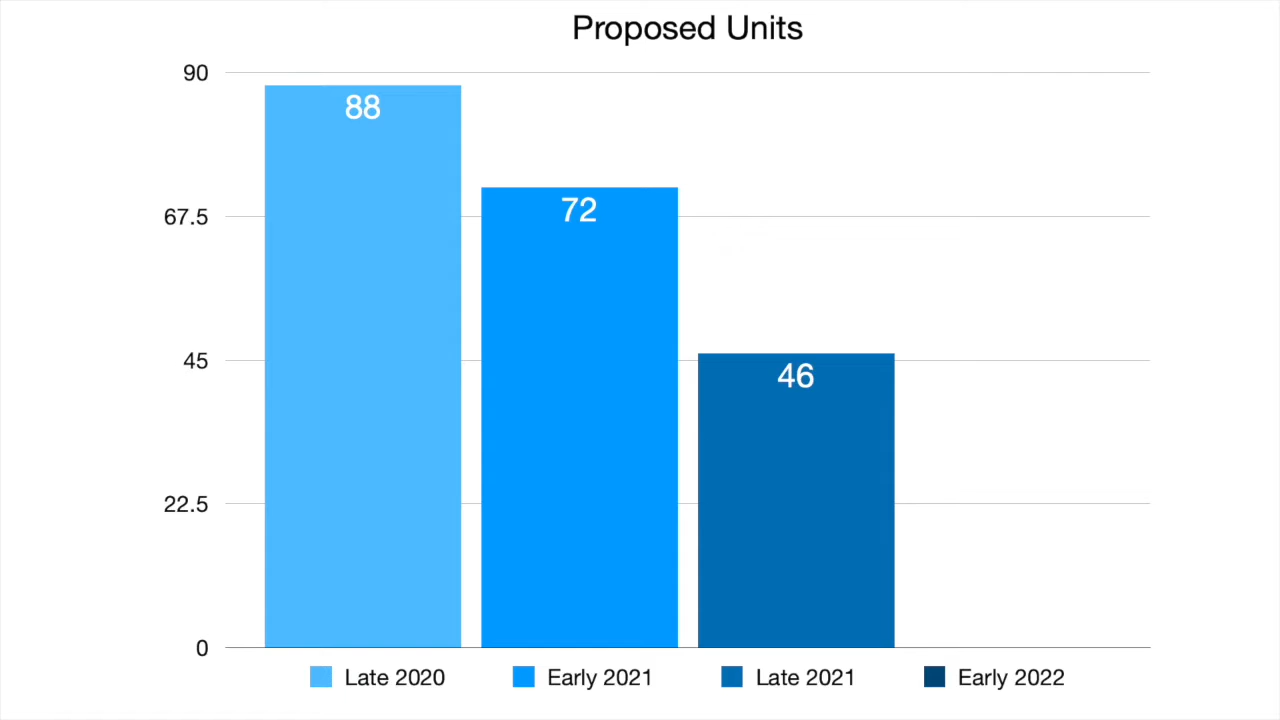 Proposed Units
90
88
72
67.5
46
45
22.5
0
Late 2020
Early 2021
Late 2021
Early 2022